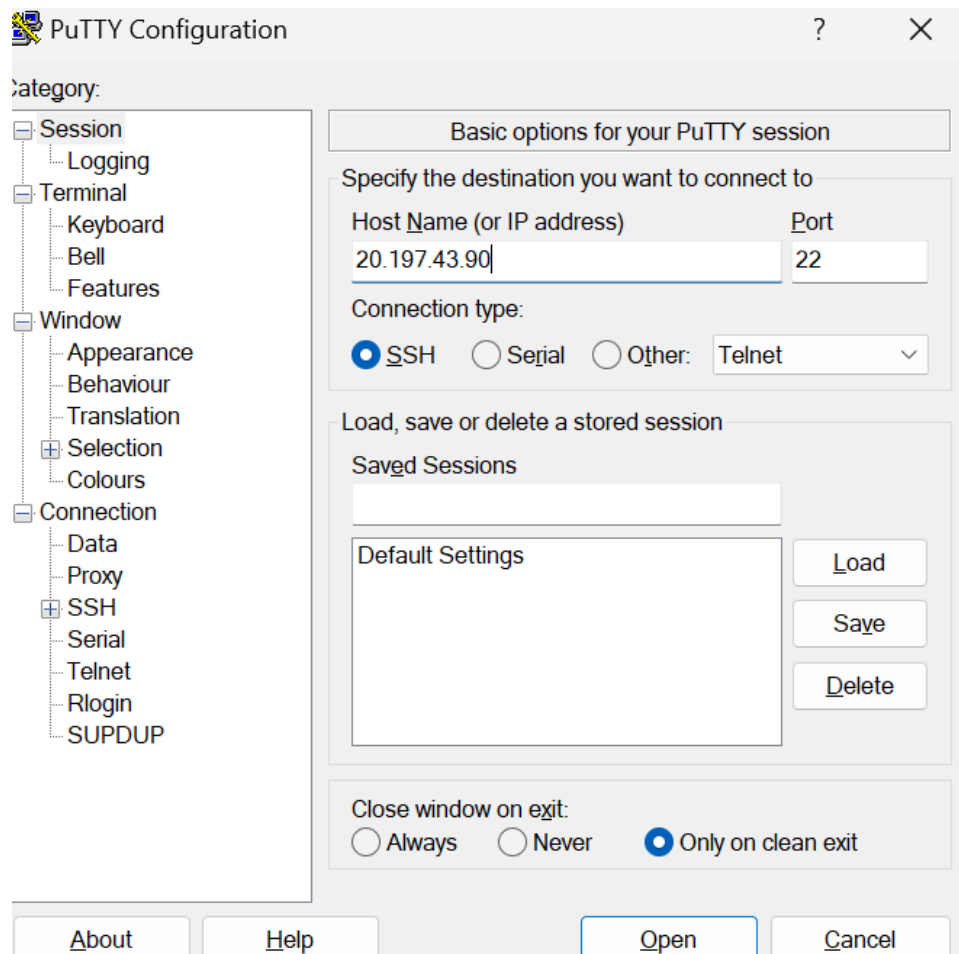 PuTTY Configuration
?
Category:
Session
Logging
Terminal
Keyboard
Bell
Features
Window
Appearance
Behaviour
Translation
Selection
Colours
Connection
Data
Proxy
SSH
Serial
Telnet
Rlogin
SUPDUP
Basic options for your PuTTY session
Specify the destination you want to connect to
Host Name (or IP address) Port
20.197.43.90 22
Connection type:
SSH Serial Other: Telnet
Load, save or delete a stored session
Saved Sessions
Default Settings
Load
Save
Delete
Close window on exit:
Always Never Only on clean exit
About Help Open Cancel